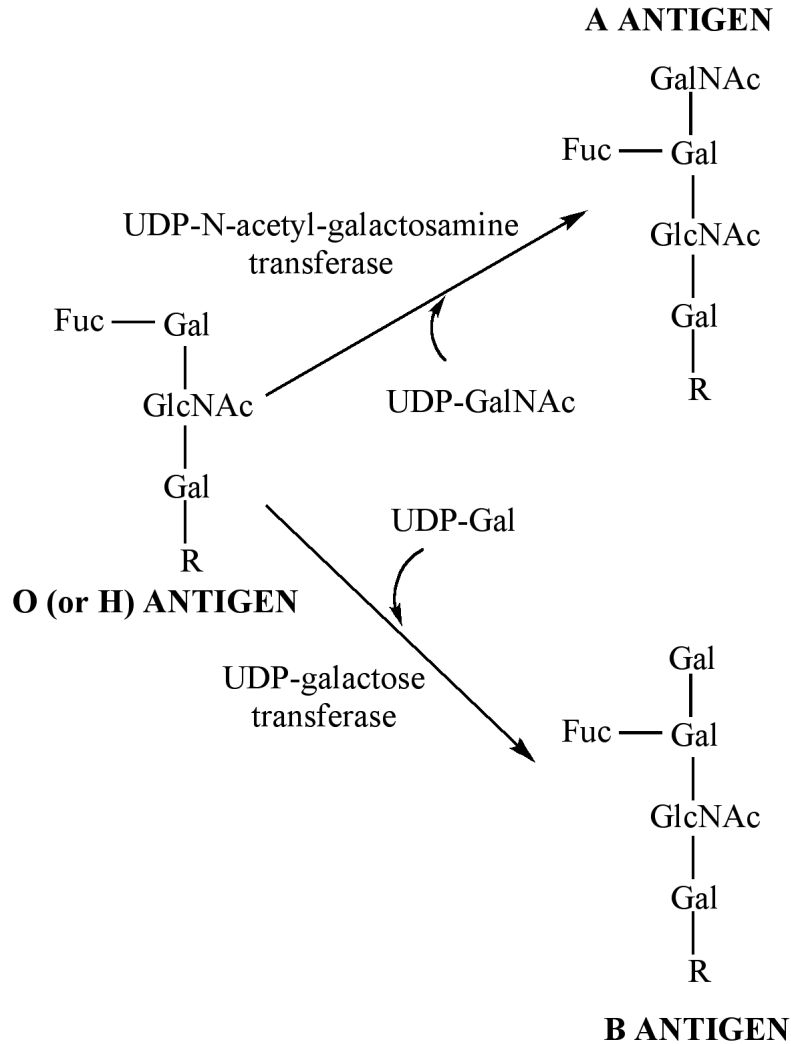 A ANTIGEN
GalNAc
Fuc
Gal
UDP-N-acetyl-galactosamine
transferase
GlcNAc
Fuc
Gal
Gal
UDP-GalNAc
R
GlcNAc
Gal
UDP-Gal
R
O (or H) ANTIGEN
UDP-galactose
transferase
Gal
Fuc
Gal
GlcNAc
Gal
R
B ANTIGEN